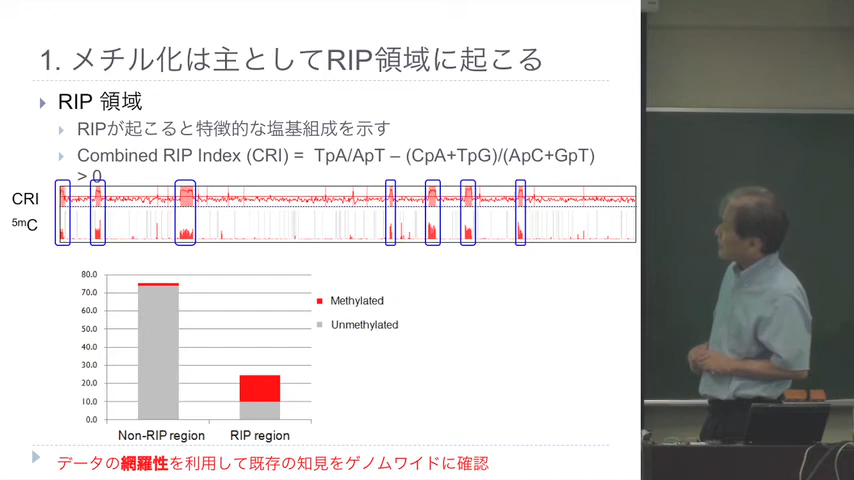 1. メチル化は主としてRIP領域に起こる
RIP 領域
RIPが起こると特徴的な塩基組成を示す
Combined RIP Index (CRI) = TpA/ApT – (CpA+TpG)/(ApC+GpT)
> 0
CRI
5mC
80.0
70.0
60.0
50.0
40.0
30.0
20.0
10.0
0.0
Methylated
Unmethylated
Non-RIP region
RIP region
データの網羅性を利用して既存の知見をゲノムワイドに確認